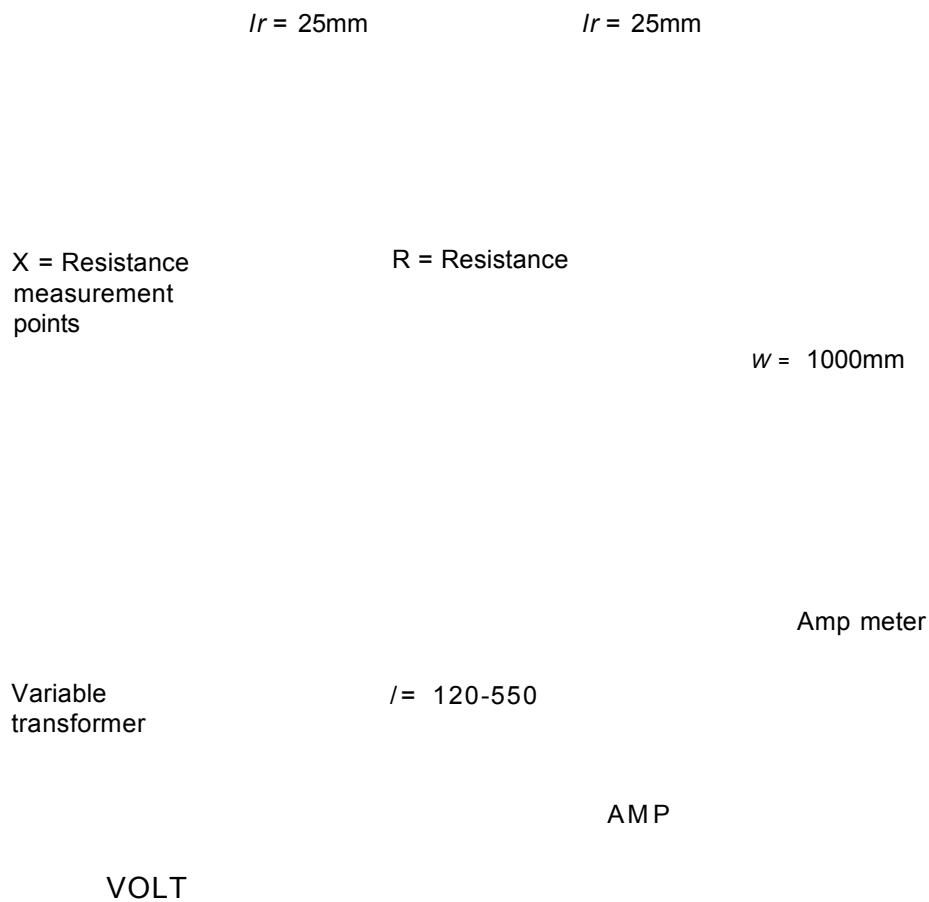 lr = 25mm lr = 25mm
X = Resistance
measurement
points
R = Resistance
W = 1000mm
Amp meter
Variable
transformer
l = 120-550
AMP
VOLT